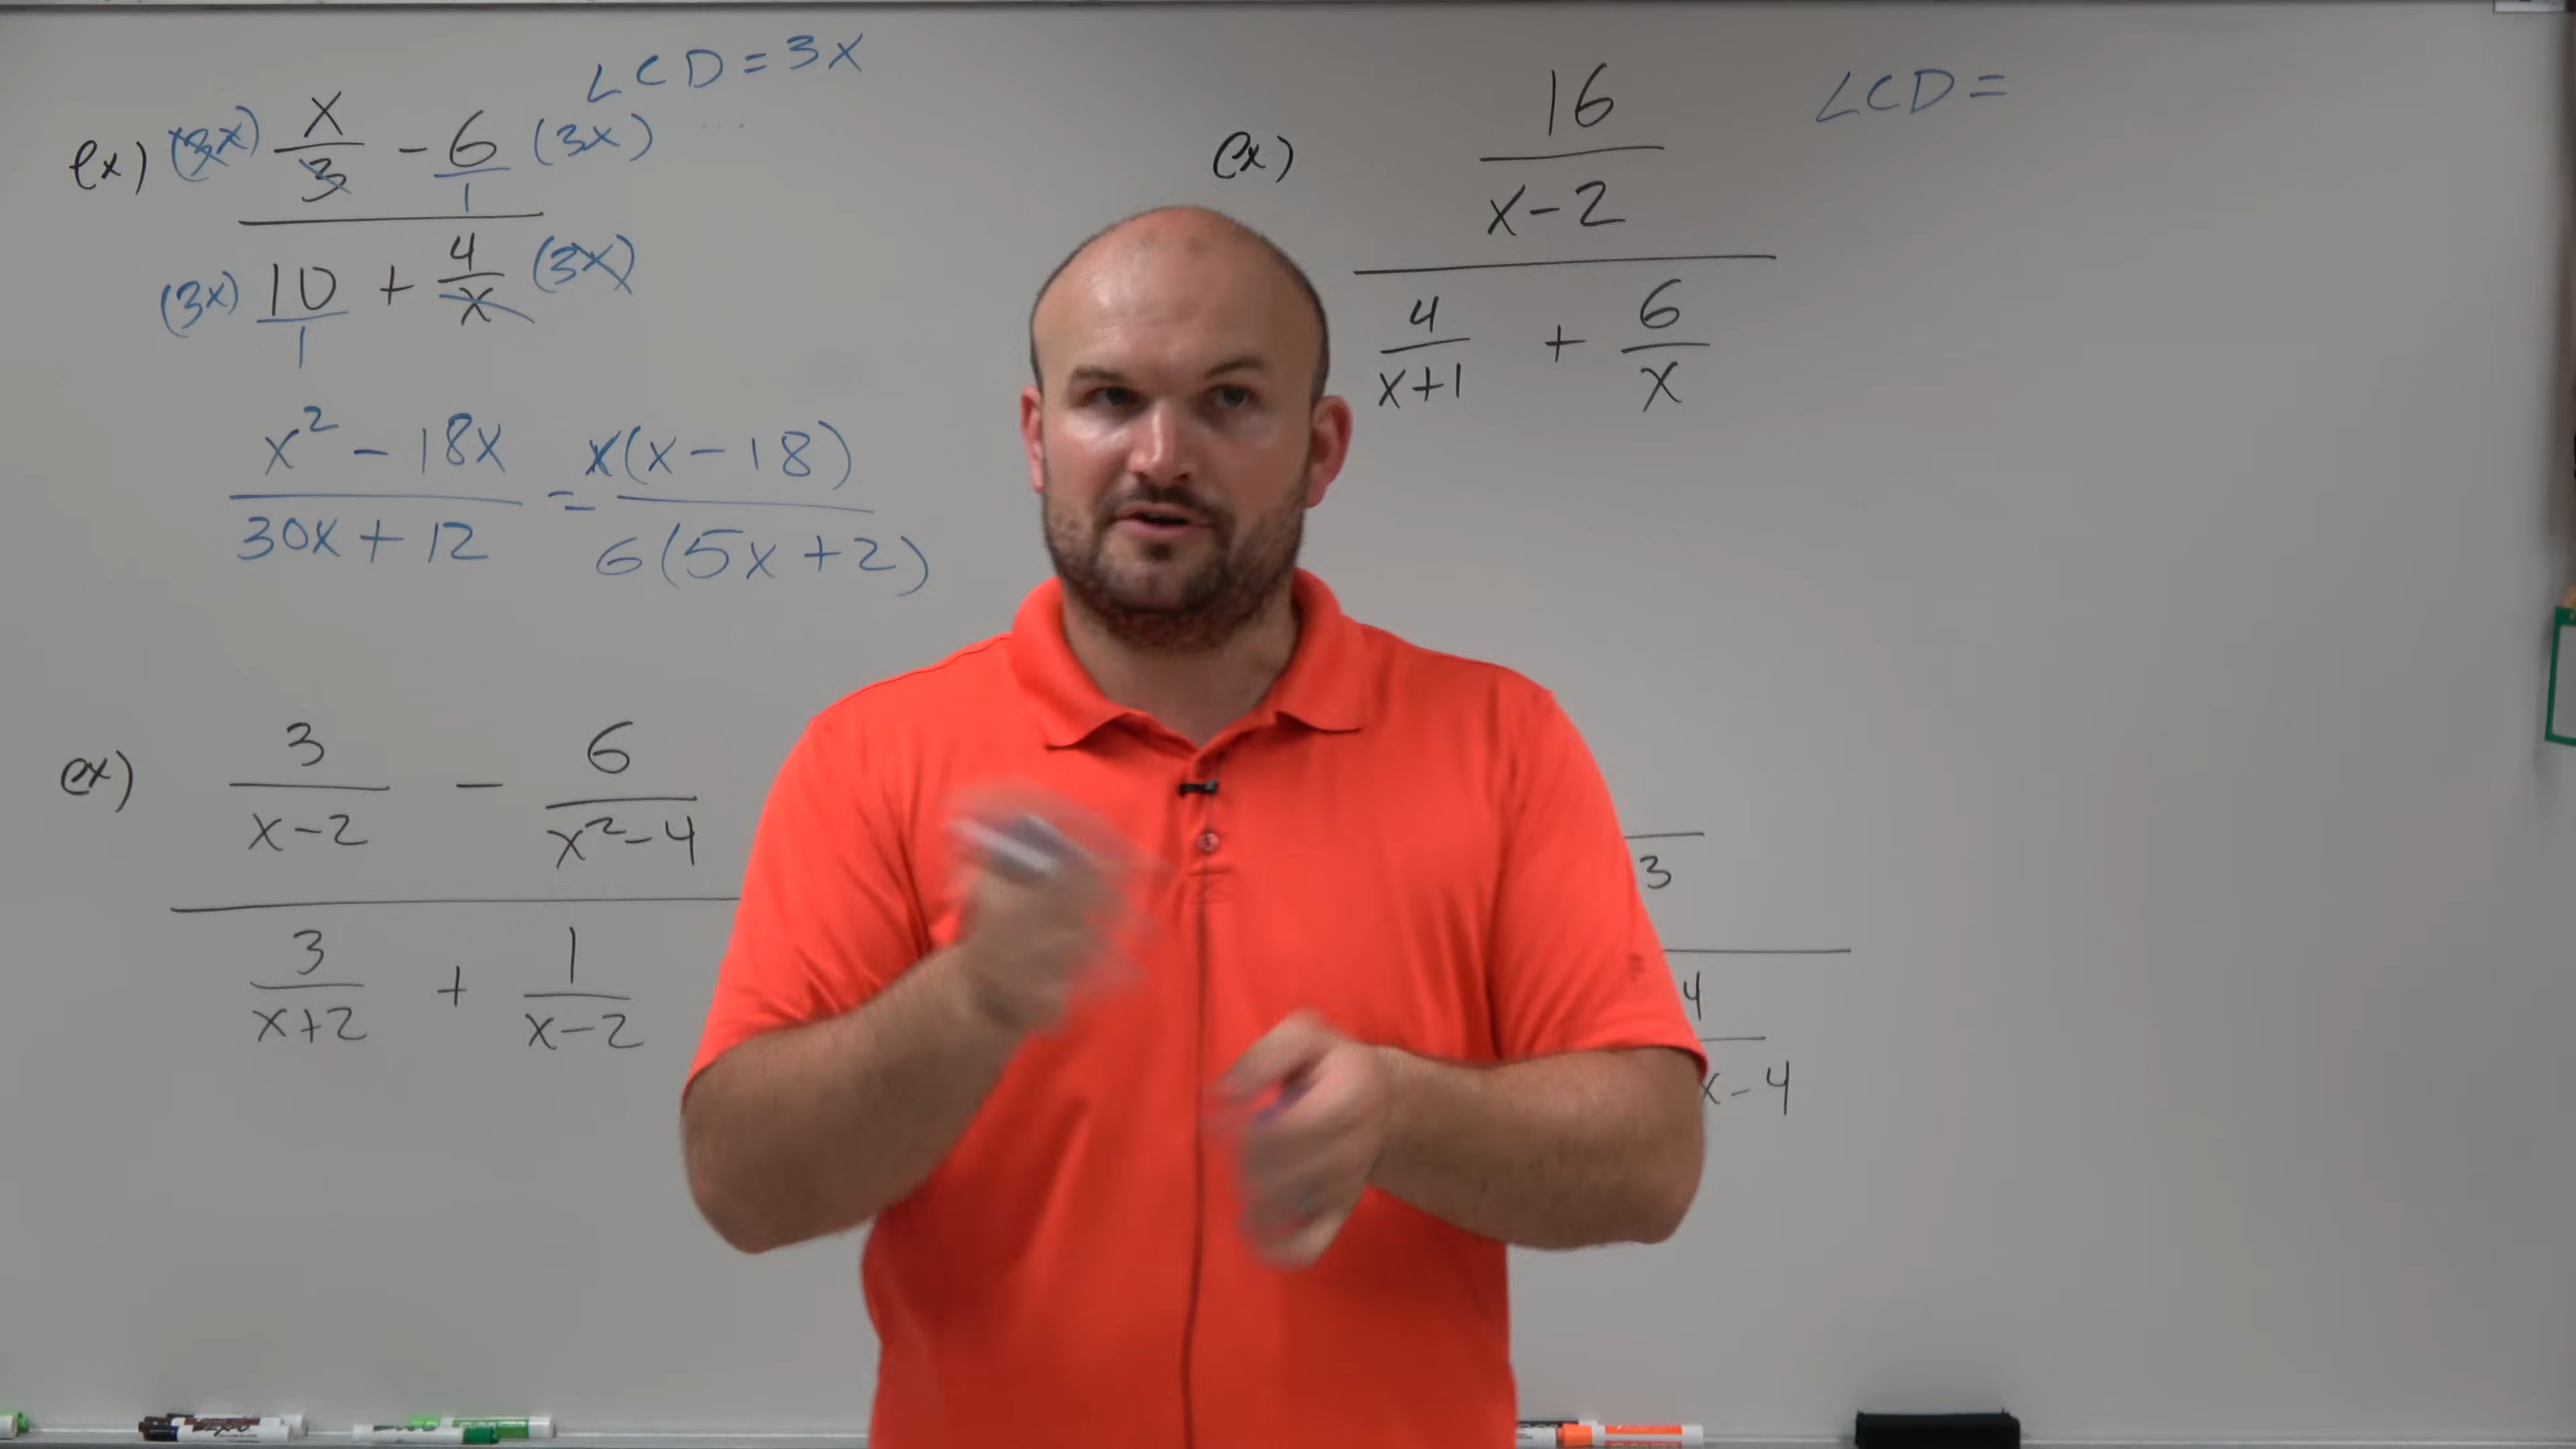 LCD = 3x
ex) (3x) x/3 - 6/1 (3x)
(3x) 10/1 + 4/x (3x)
x² - 18x / 30x + 12 = x(x - 18) / 6(5x + 2)
ex) 3/x-2 - 6/x²-4
3/x+2 + 1/x-2
ex) 16/x-2 LCD =
4/x+1 + 6/x
3
4
x-4
EXPO